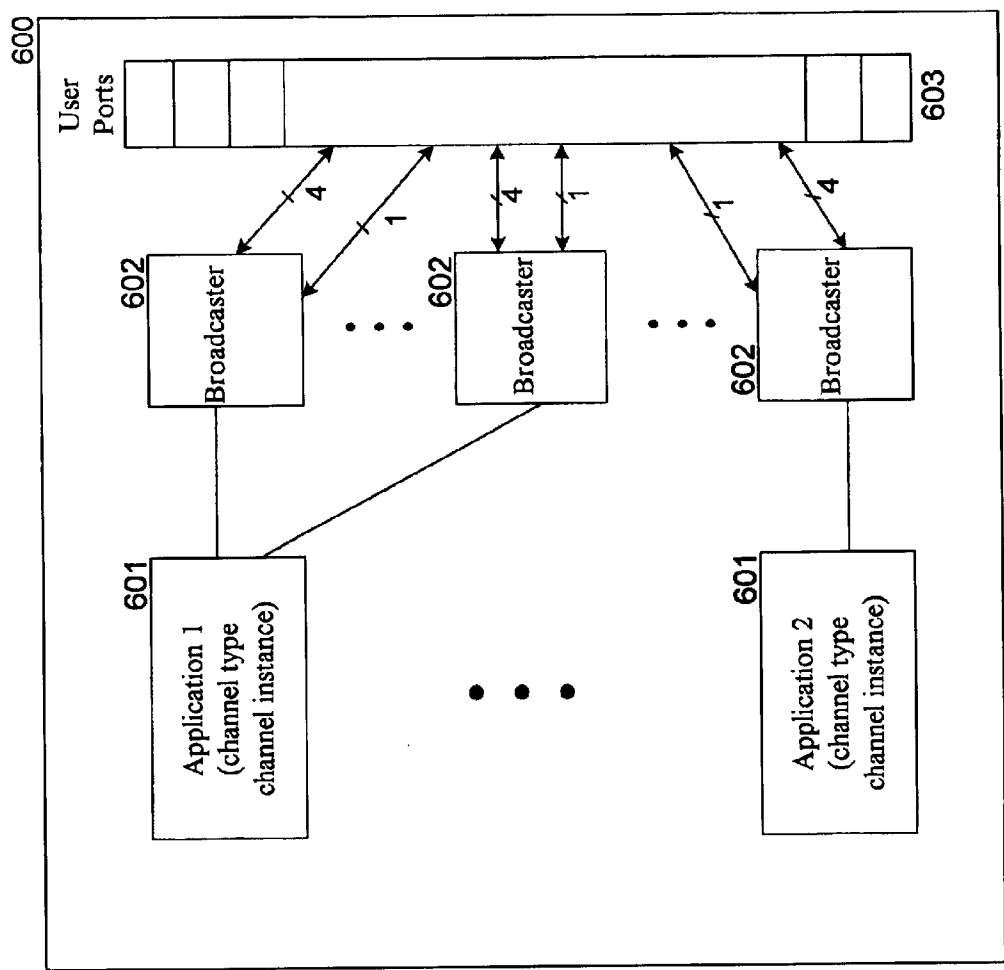 600
User
Ports
603
4
1
4
1
1
4
602
Broadcaster
602
Broadcaster
602
Broadcaster
601
Application 1
(channel type
channel instance)
601
Application 2
(channel type
channel instance)